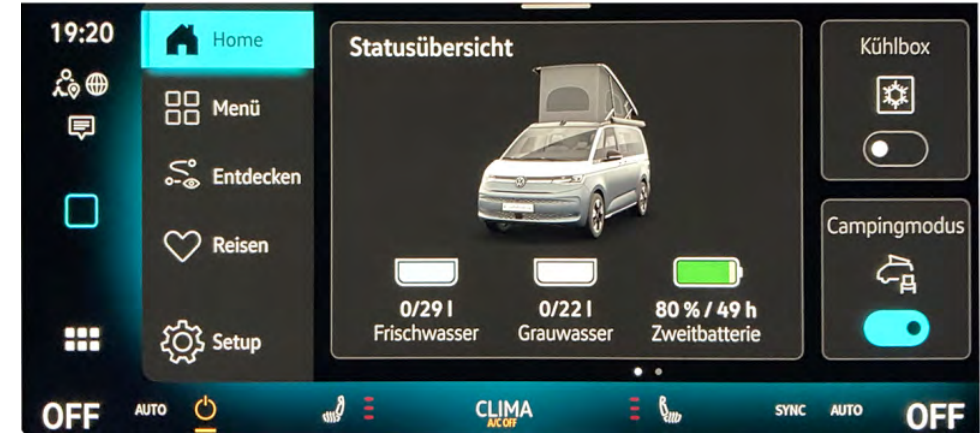 19:20
Home
Menü
Entdecken
Reisen
Setup
Statusübersicht
0/29 l
Frischwasser
0/22 l
Grauwasser
80 % / 49 h
Zweitbatterie
Kühlbox
Campingmodus
OFF
AUTO
CLIMA
A/C OFF
SYNC
AUTO
OFF